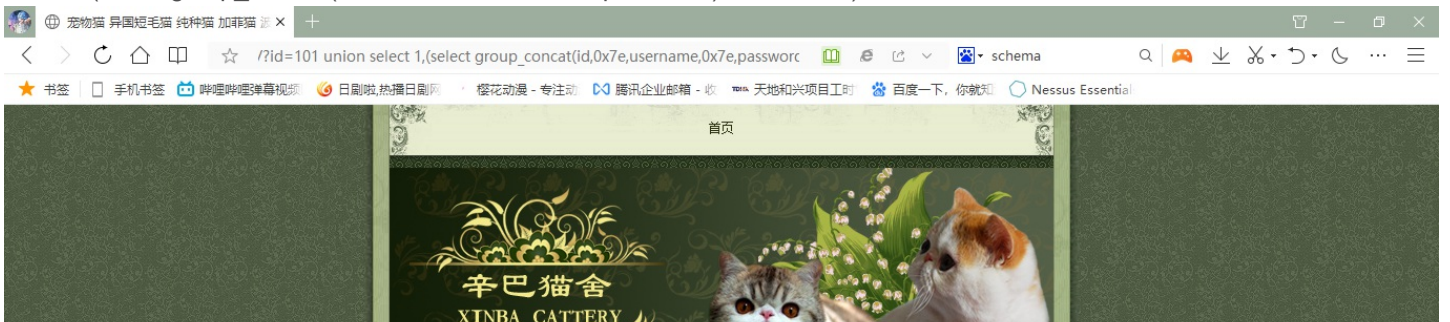 宠物猫 异国短毛猫 纯种猫 加菲猫
/?id=101 union select 1,(select group_concat(id,0x7e,username,0x7e,passworc
schema
书签 手机书签 哔哩哔哩弹幕视频 日剧啦,热播日剧网 樱花动漫 - 专注动 腾讯企业邮箱 - 收 天地和兴项目工时 百度一下，你就知 Nessus Essential
首页
辛巴猫舍
XINBA CATTERY